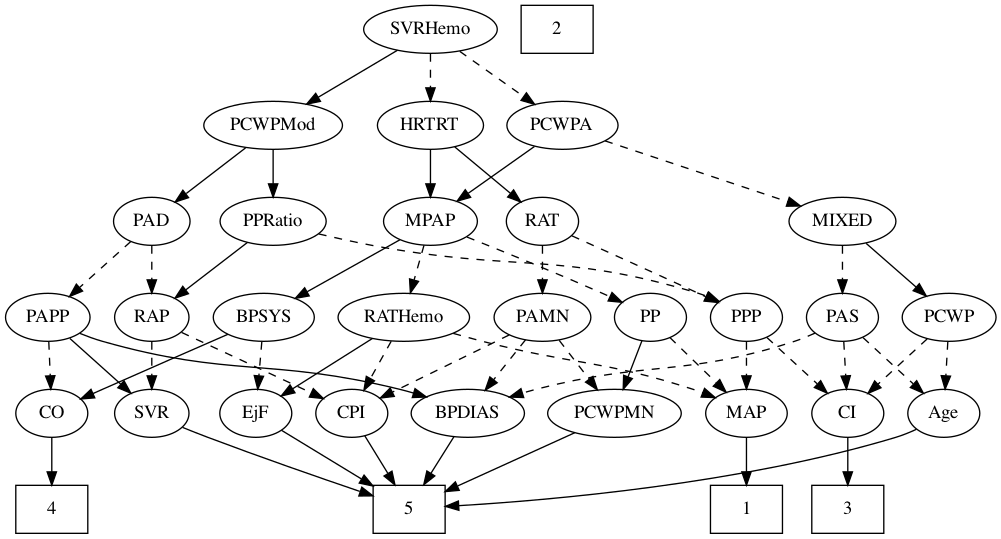 SVRHemo 2
PCWPMod HRTRT PCWPA
PAD PPRatio MPAP RAT MIXED
PAPP RAP BPSYS RATHemo PAMN PP PPP PAS PCWP
CO SVR EjF CPI BPDIAS PCWPMN MAP CI Age
4 5 1 3